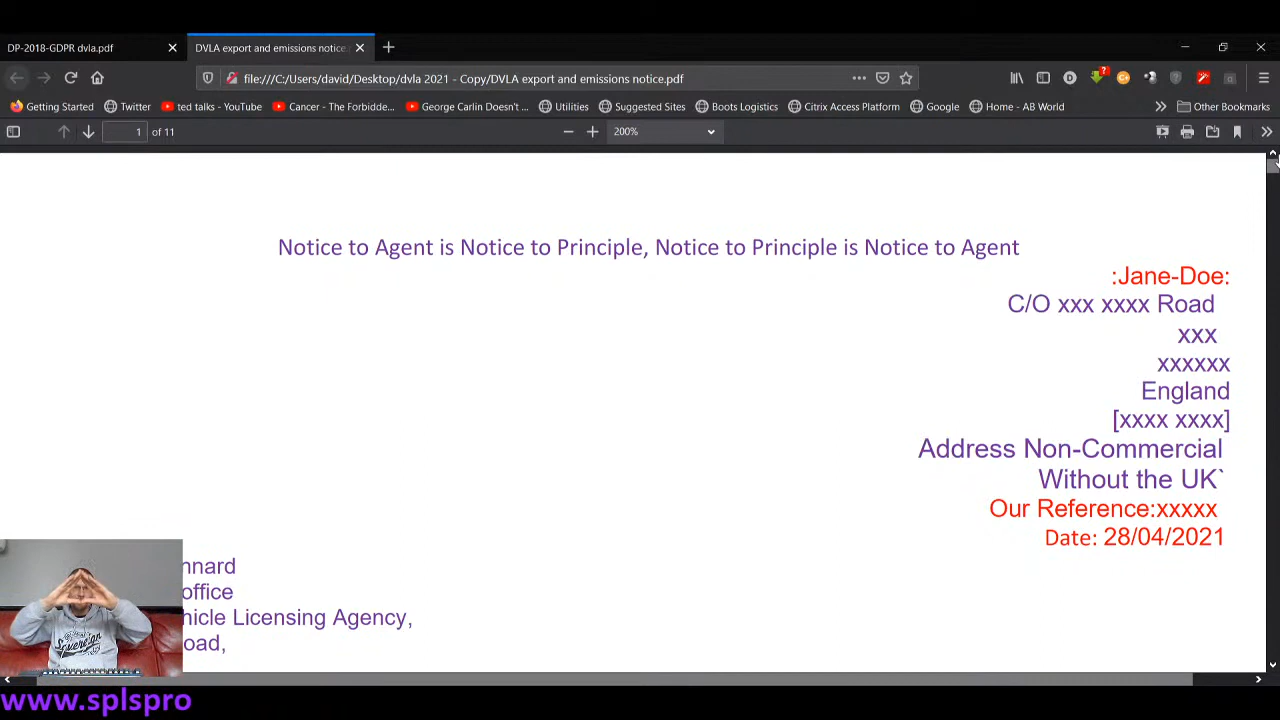 DP-2018-GDPR dvla.pdf
DVLA export and emissions notice.
file:///C:/Users/david/Desktop/dvla 2021 - Copy/DVLA export and emissions notice.pdf
Getting Started Twitter ted talks - YouTube Cancer - The Forbidde... George Carlin Doesn't... Utilities Suggested Sites Boots Logistics Citrix Access Platform Google Home - AB World Other Bookmarks
1 of 11 200%
Notice to Agent is Notice to Principle, Notice to Principle is Notice to Agent
:Jane-Doe:
C/O xxx xxxx Road
xxx
xxxxxx
England
[xxxx xxxx]
Address Non-Commercial
Without the UK`
Our Reference:xxxxx
Date: 28/04/2021
nnard
office
hicle Licensing Agency,
oad,
Sovereign
www.splspro